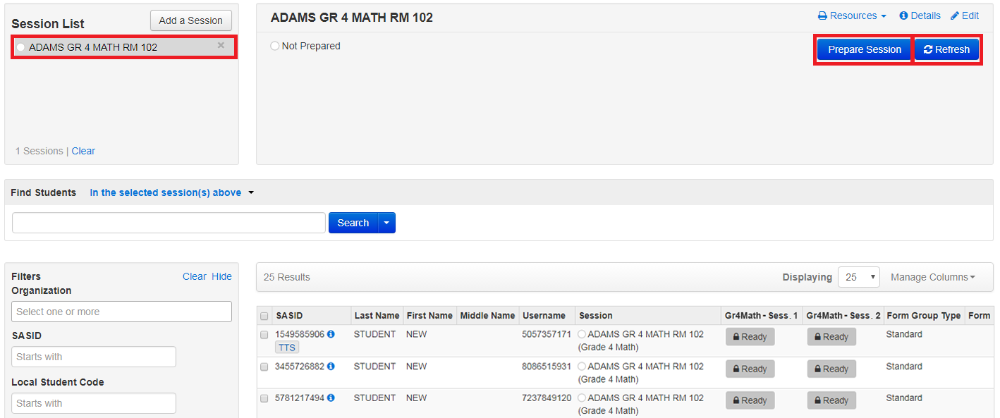 Session List
Add a Session
ADAMS GR 4 MATH RM 102 ×
1 Sessions | Clear
ADAMS GR 4 MATH RM 102
Resources Details Edit
Not Prepared
Prepare Session Refresh
Find Students In the selected session(s) above
Search
Filters Clear Hide
Organization
Select one or more
SASID
Starts with
Local Student Code
Starts with
25 Results Displaying 25 Manage Columns
SASID Last Name First Name Middle Name Username Session Gr4Math - Sess. 1 Gr4Math - Sess. 2 Form Group Type Form
1549585906 STUDENT NEW 5057357171 ADAMS GR 4 MATH RM 102 Ready Ready Standard
TTS (Grade 4 Math)
3455726882 STUDENT NEW 8086515931 ADAMS GR 4 MATH RM 102 Ready Ready Standard
(Grade 4 Math)
5781217494 STUDENT NEW 7237849120 ADAMS GR 4 MATH RM 102 Ready Ready Standard
(Grade 4 Math)